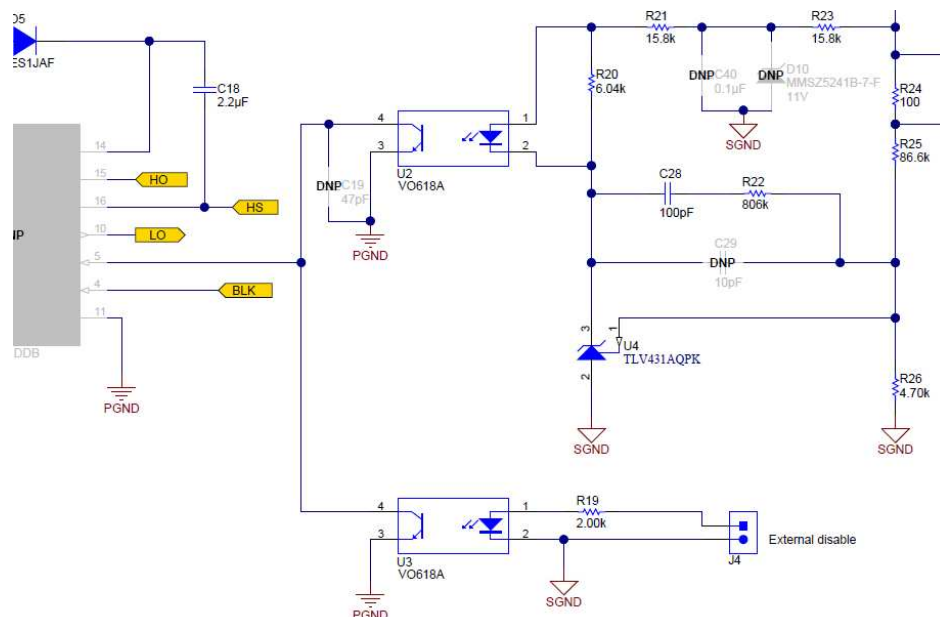 D5
ES1JAF
C18
2.2µF
14
15
HO
16
HS
NP
10
LO
5
4
BLK
11
DDB
PGND
DNP
C19
47pF
PGND
4
3
1
2
U2
VO618A
R20
6.04k
R21
15.8k
R23
15.8k
DNP
C40
0.1µF
DNP
D10
MMSZ5241B-7-F
11V
SGND
R24
100
R25
86.6k
C28
100pF
R22
806k
C29
DNP
10pF
3
1
U4
TLV431AQPK
2
SGND
R26
4.70k
SGND
4
3
1
2
U3
VO618A
PGND
R19
2.00k
SGND
J4
External disable